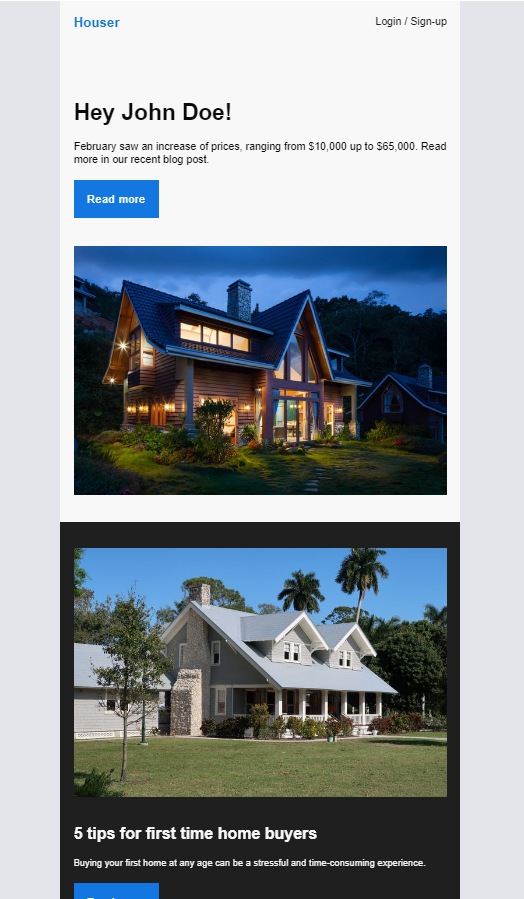 Houser
Login / Sign-up
Hey John Doe!
February saw an increase of prices, ranging from $10,000 up to $65,000. Read
more in our recent blog post.
Read more
5 tips for first time home buyers
Buying your first home at any age can be a stressful and time-consuming experience.